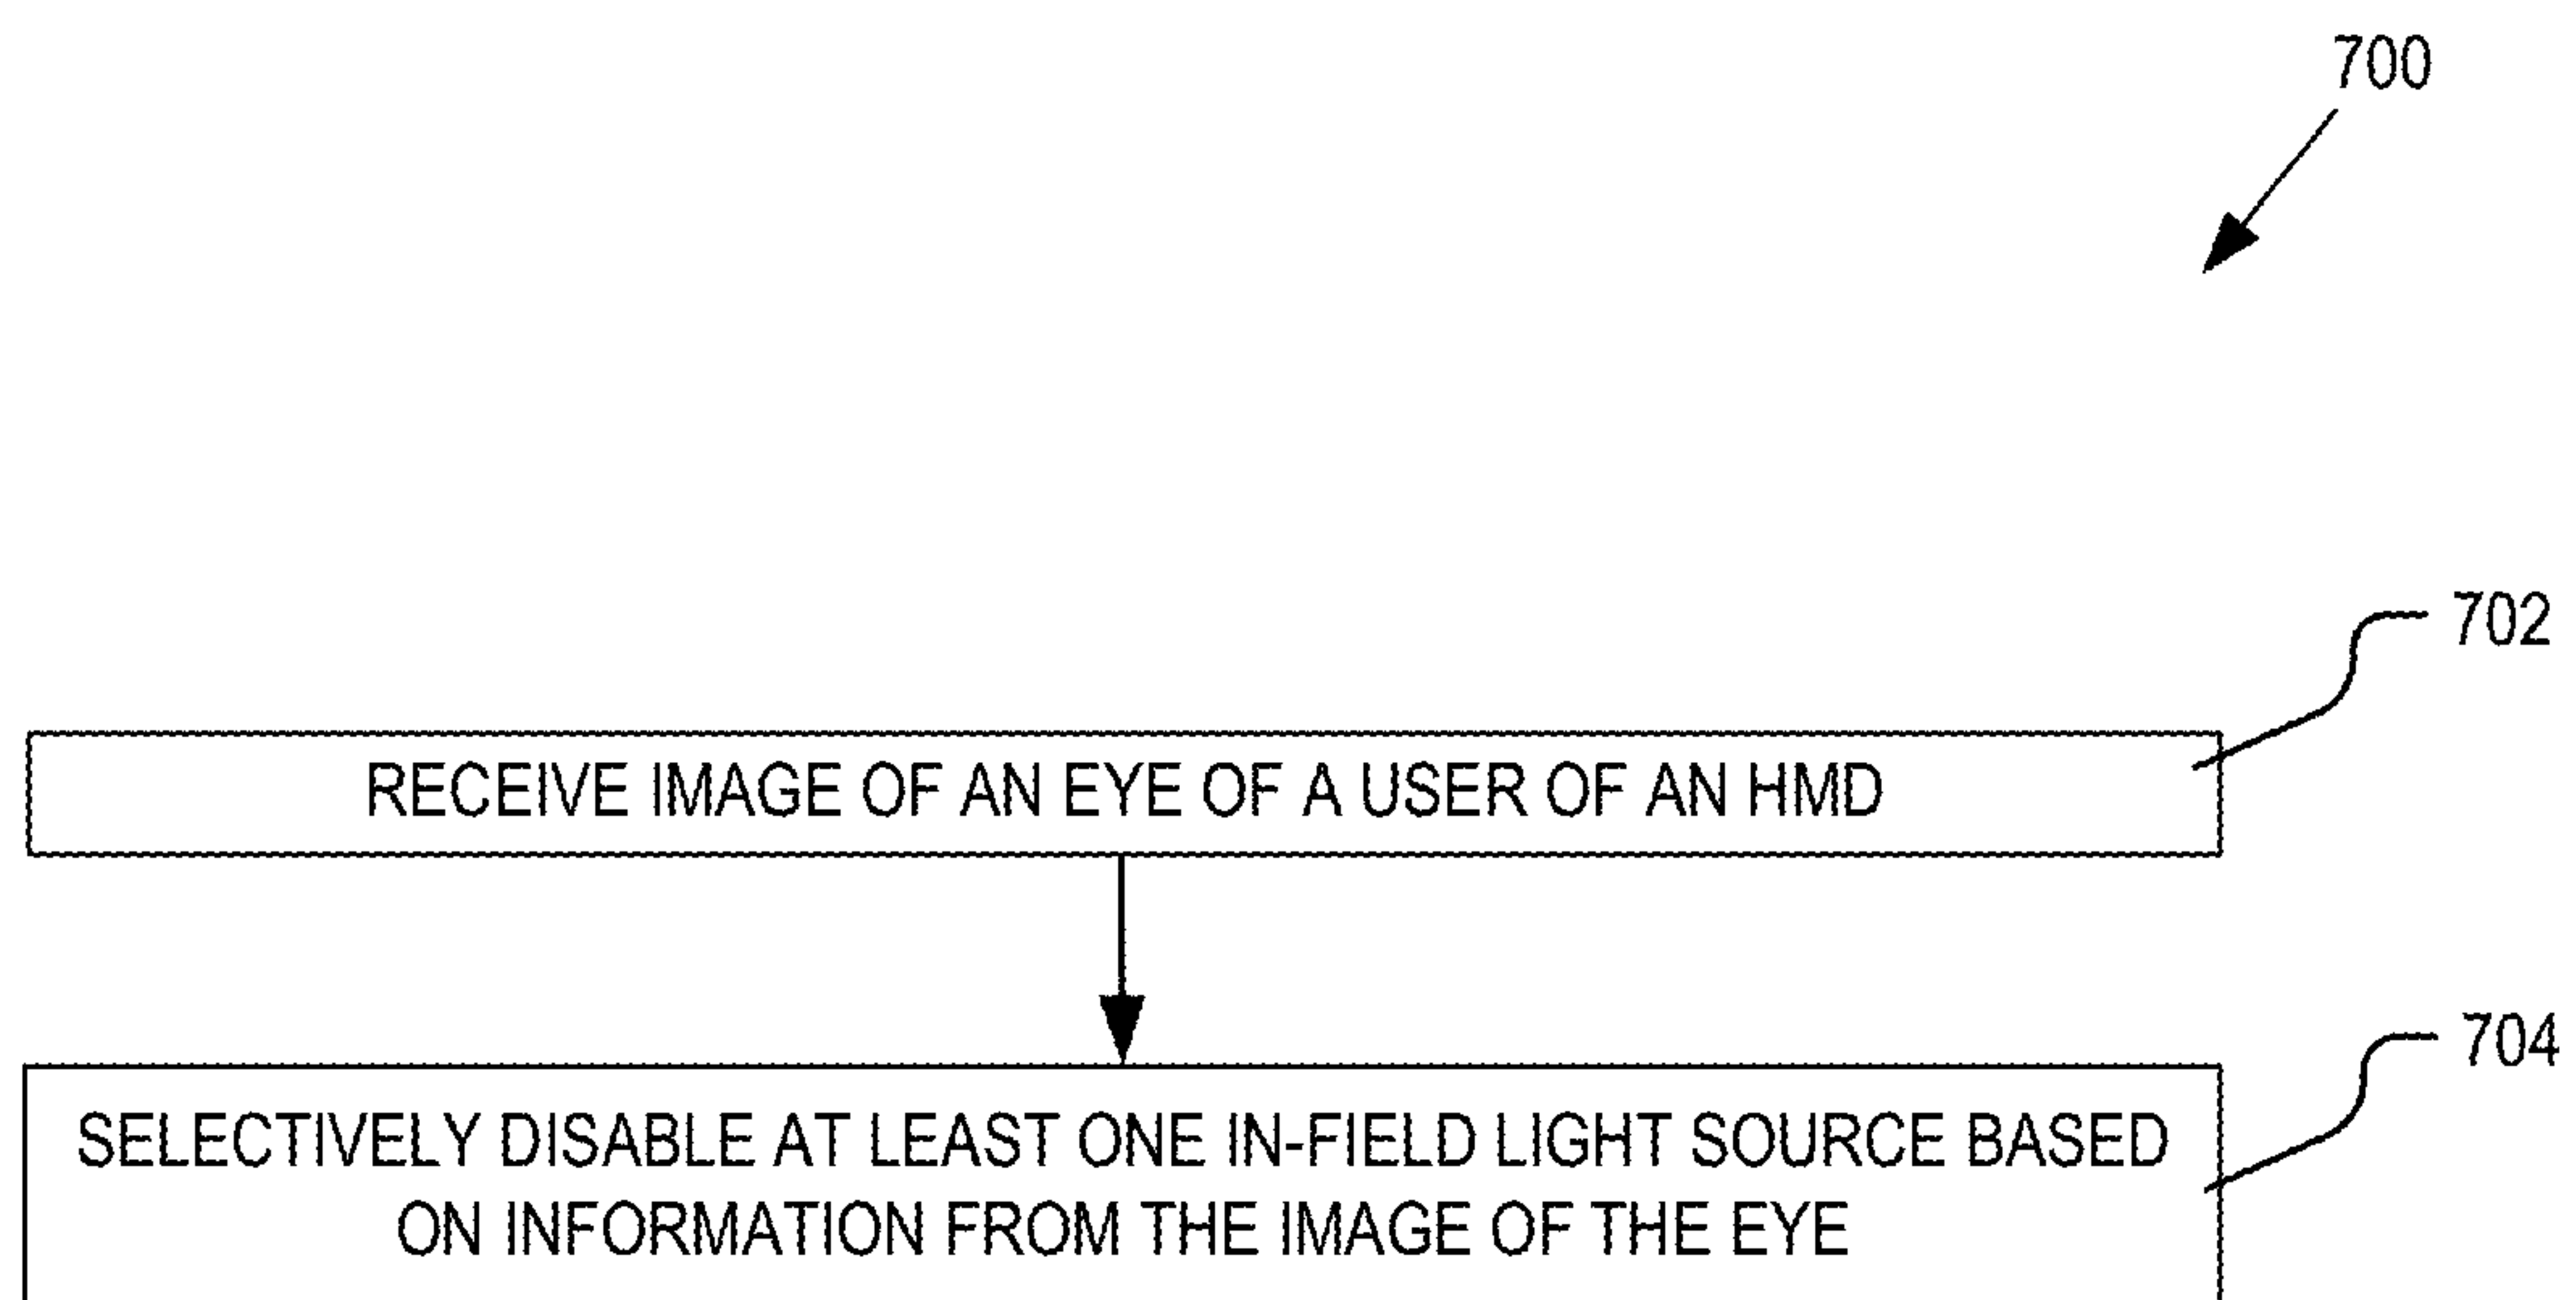 700
702
RECEIVE IMAGE OF AN EYE OF A USER OF AN HMD
704
SELECTIVELY DISABLE AT LEAST ONE IN-FIELD LIGHT SOURCE BASED
ON INFORMATION FROM THE IMAGE OF THE EYE